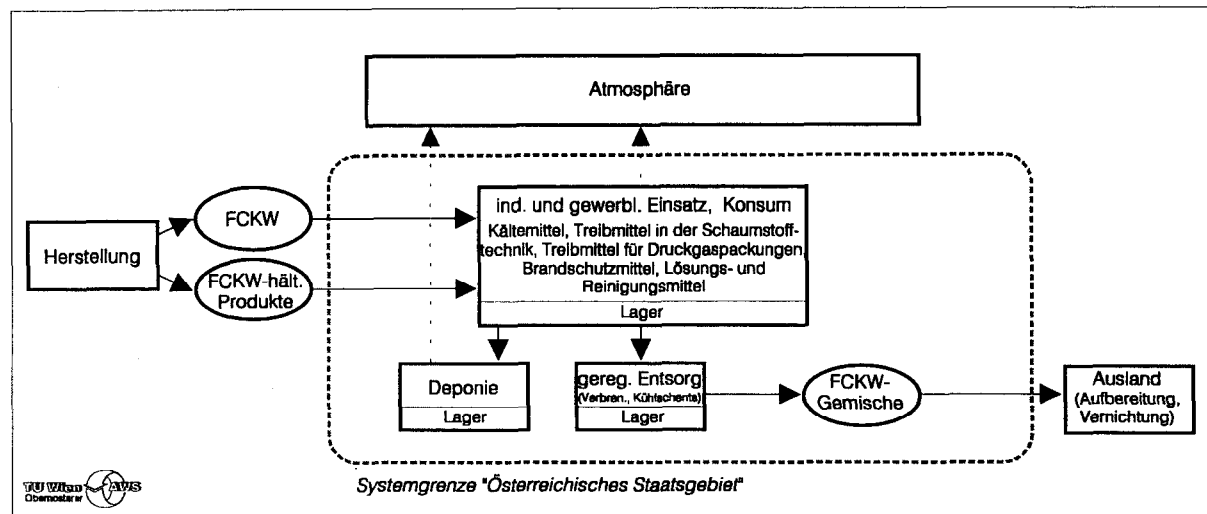 Atmosphäre
ind. und gewerbl. Einsatz, Konsum
Kältemittel, Treibmittel in der Schaumstoff-
technik, Treibmittel für Druckgaspackungen,
Brandschutzmittel, Lösungs- und
Reinigungsmittel
Lager
FCKW
Herstellung
FCKW-hält.
Produkte
Deponie
Lager
gereg. Entsorg
(Verbren., Kühlschents)
Lager
FCKW-
Gemische
Ausland
(Aufbereitung,
Vernichtung)
Systemgrenze "Österreichisches Staatsgebiet"
TU Wien AWS
Obernosterer